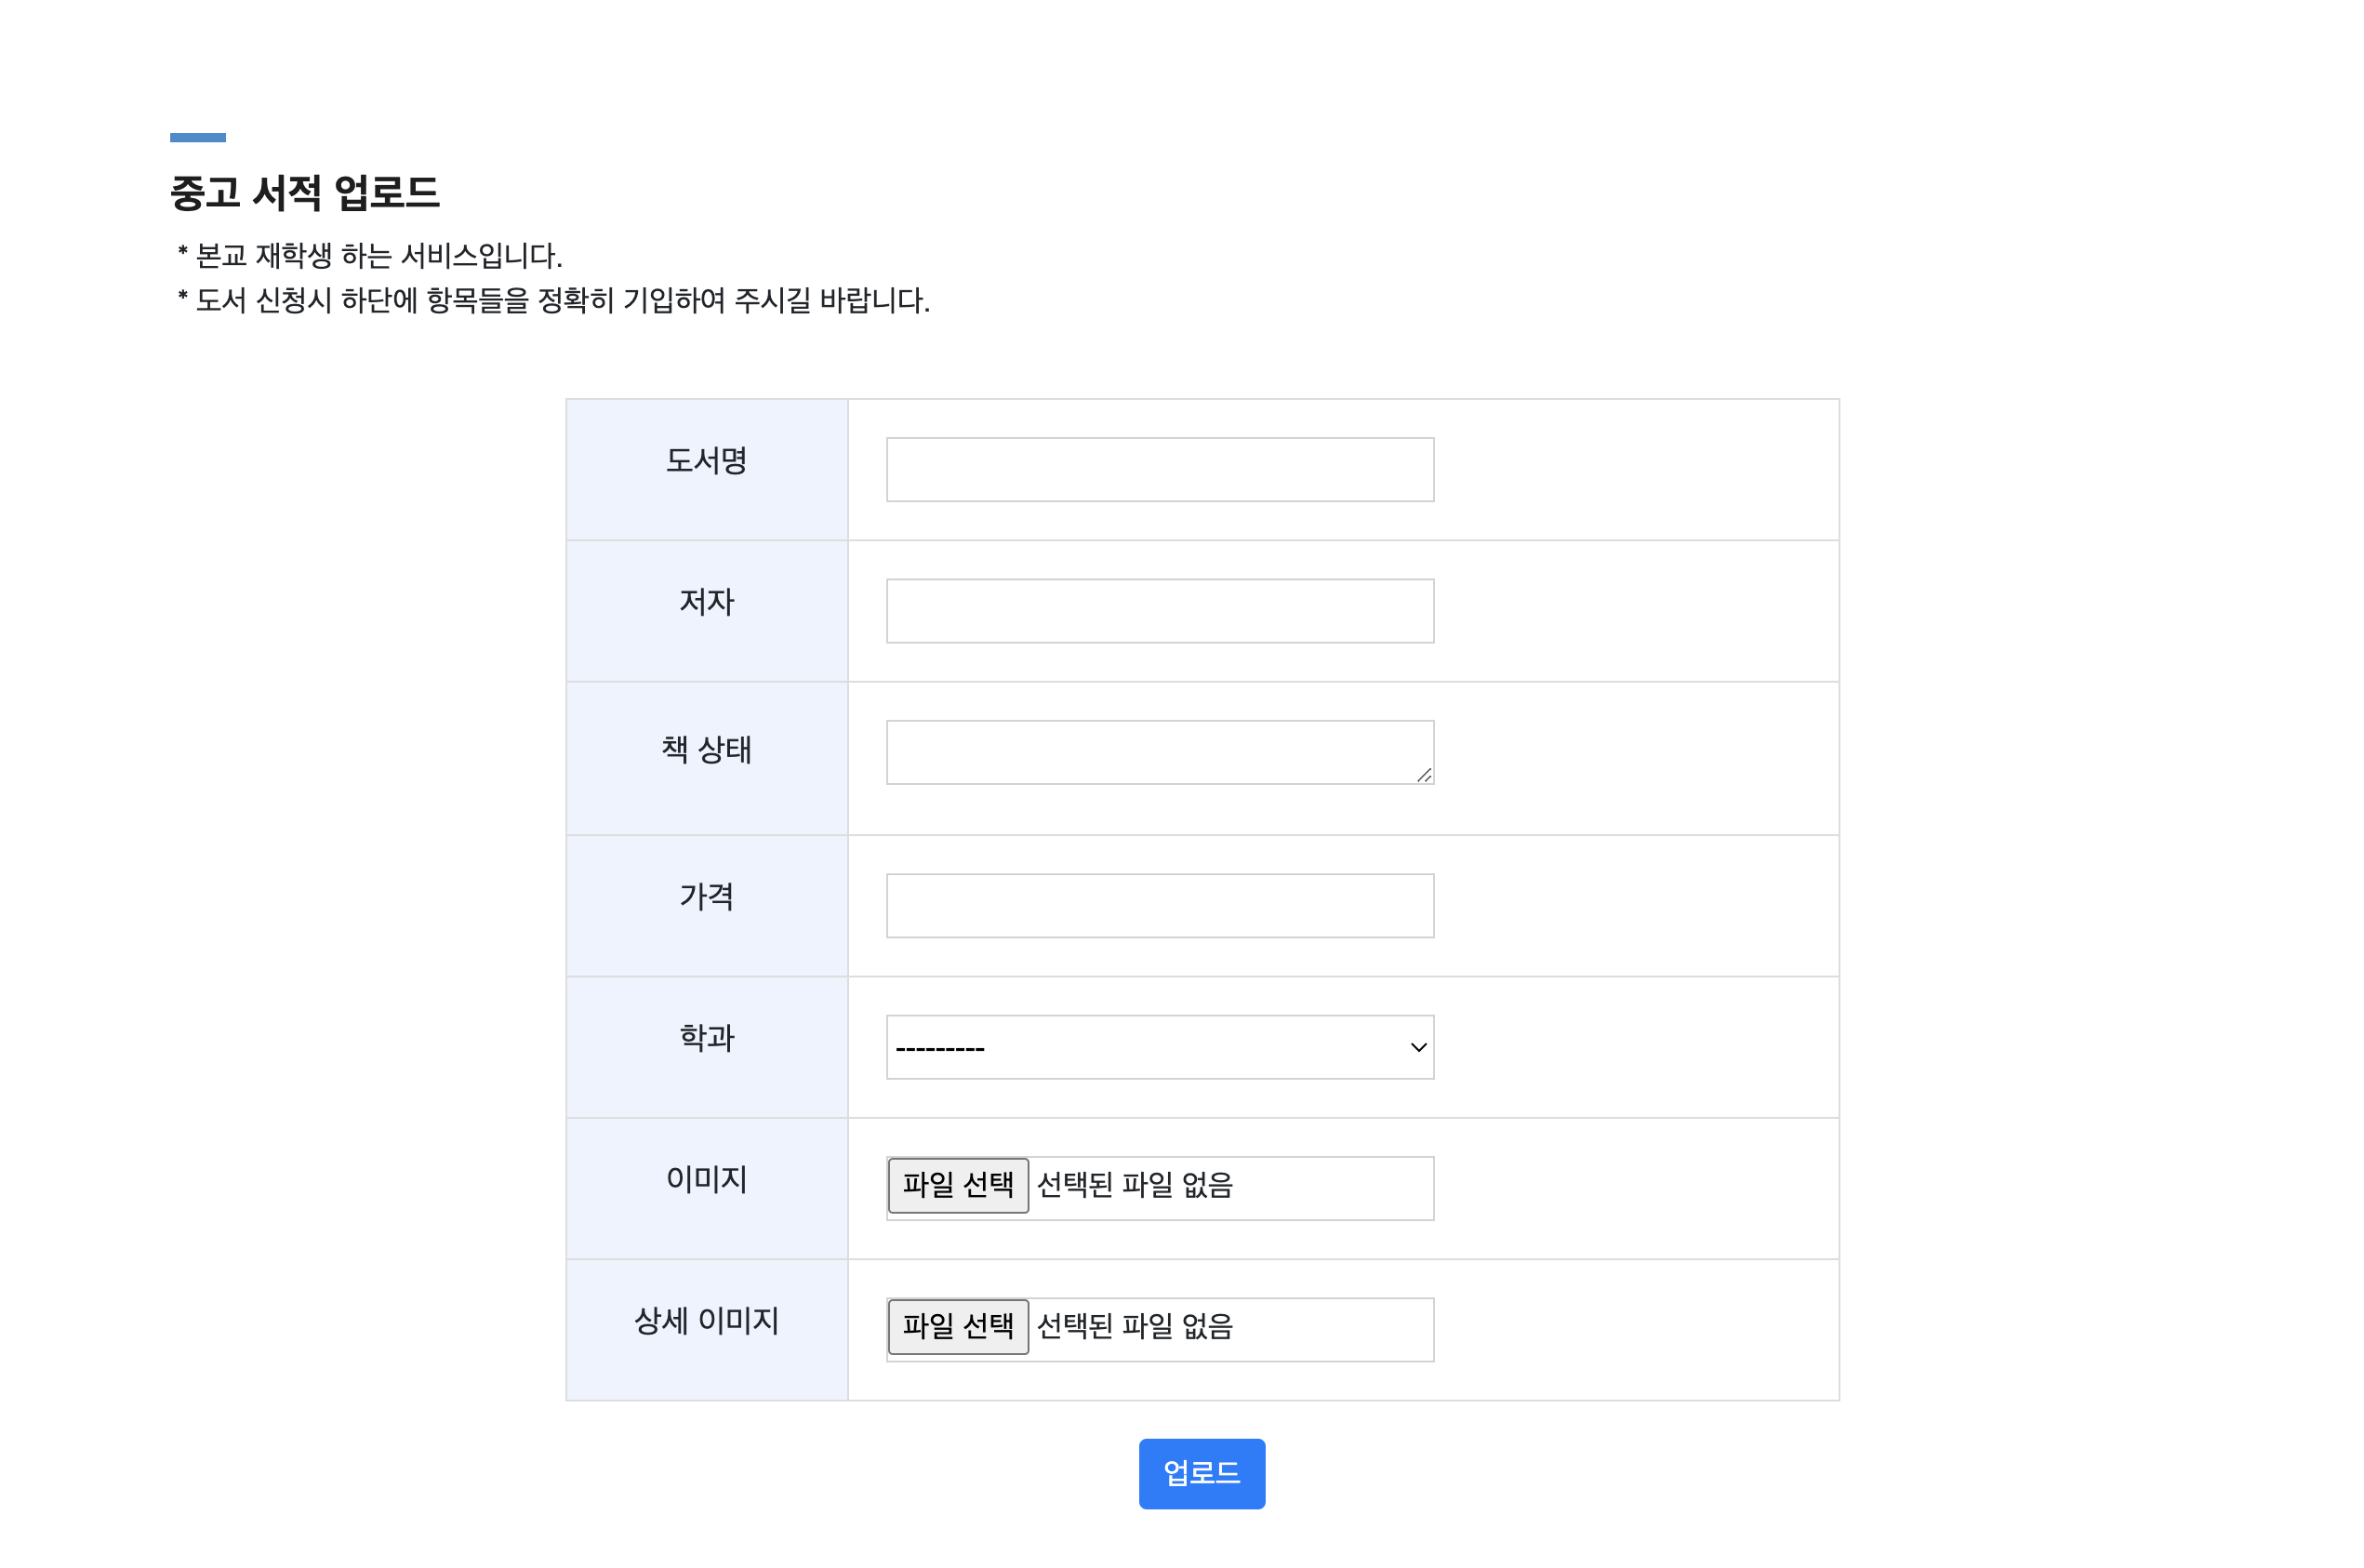 중고 서적 업로드
* 본교 재학생 하는 서비스입니다.
* 도서 신청시 하단에 항목들을 정확히 기입하여 주시길 바랍니다.
도서명
저자
책 상태
가격
학과
---------
이미지
파일 선택 선택된 파일 없음
상세 이미지
파일 선택 선택된 파일 없음
업로드